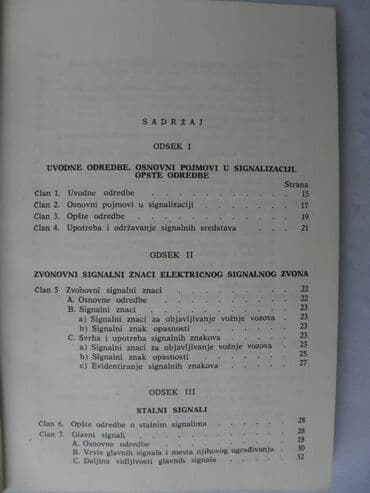 SADRŽAJ
ODSEK I
UVODNE ODREDBE. OSNOVNI POJMOVI U SIGNALIZACIJI.
OPSTE ODREDBE
Strana
Član 1. Uvodne odredbe . . . . . . . 15
Član 2. Osnovni pojmovi u signalizaciji . . . . . 17
Član 3. Opšte odredbe . . . . . . . 19
Član 4. Upotreba i održavanje signalnih sredstava . . 21
ODSEK II
ZVONOVNI SIGNALNI ZNACI ELEKTRICNOG SIGNALNOG ZVONA
Član 5 Zvonovni signalni znaci . . . . . . 22
A. Osnovne odredbe . . . . . . 22
B. Signalni znaci . . . . . . 23
a) Signalni znaci za objavljivanje vožnje vozova . 23
b) Signalni znak opasnosti . . . . 23
C. Svrha i upotreba signalnih znakova . . . 23
a) Signalni znaci za objavljivanje vožnje vozova . 23
b) Signalni znak opasnosti . . . . 25
c) Evidentiranje signalnih znakova . . . 27
ODSEK III
STALNI SIGNALI
Član 6. Opšte odredbe o stalnim signalima . . . 28
Član 7. Glavni signali . . . . . . . 28
A. Osnovne odredbe . . . . . . 28
B. Vrste glavnih signala i mesta njihovog ugrađivanja . 30
C. Daljina vidljivosti glavnih signala . . . 32